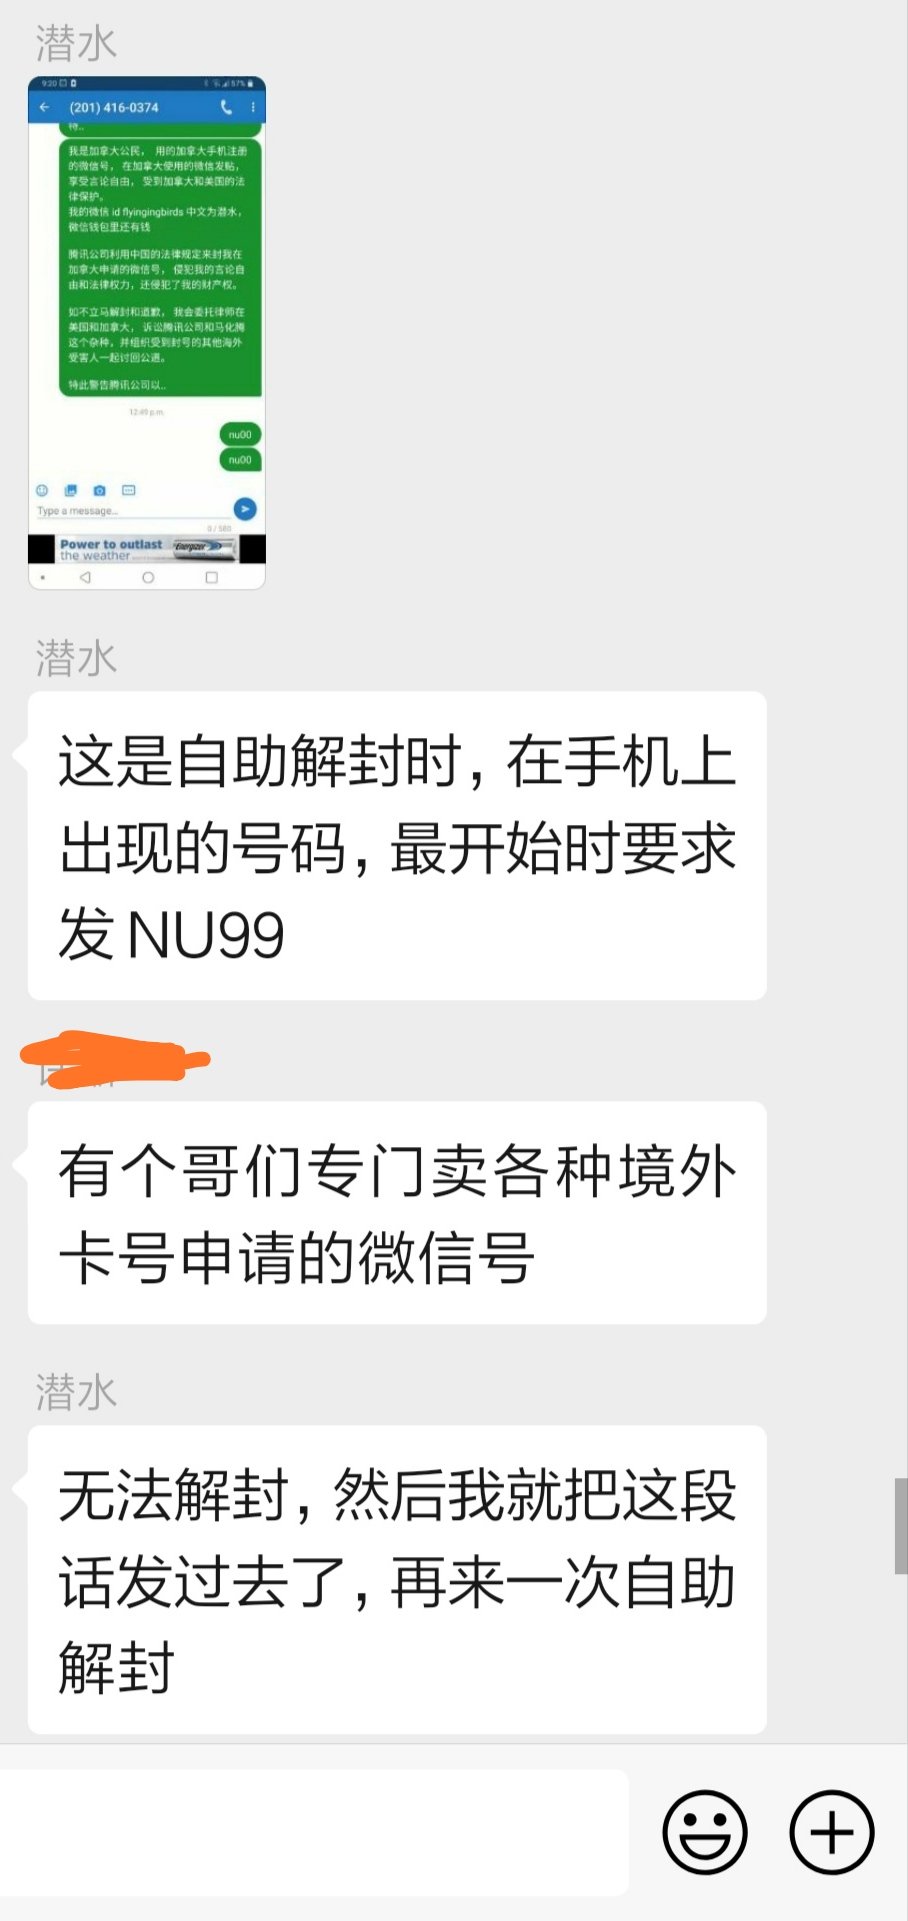 潜水
9:20
57%
(201) 416-0374
我是加拿大公民，用的加拿大手机注册
的微信号，在加拿大使用的微信发贴，
享受言论自由，受到加拿大和美国的法
律保护。
我的微信 id flyingingbirds 中文为潜水，
微信钱包里还有钱
腾讯公司利用中国的法律规定来封我在
加拿大申请的微信号，侵犯我的言论自
由和法律权力，还侵犯了我的财产权。
如不立马解封和道歉，我会委托律师在
美国和加拿大，诉讼腾讯公司和马化腾
这个杂种，并组织受到封号的其他海外
受害人一起讨回公道。
特此警告腾讯公司以..
12:49 p.m.
nu00
nu00
Type a message...
0 / 580
Power to outlast
the weather
Energizer
潜水
这是自助解封时，在手机上
出现的号码，最开始时要求
发NU99
有个哥们专门卖各种境外
卡号申请的微信号
潜水
无法解封，然后我就把这段
话发过去了，再来一次自助
解封